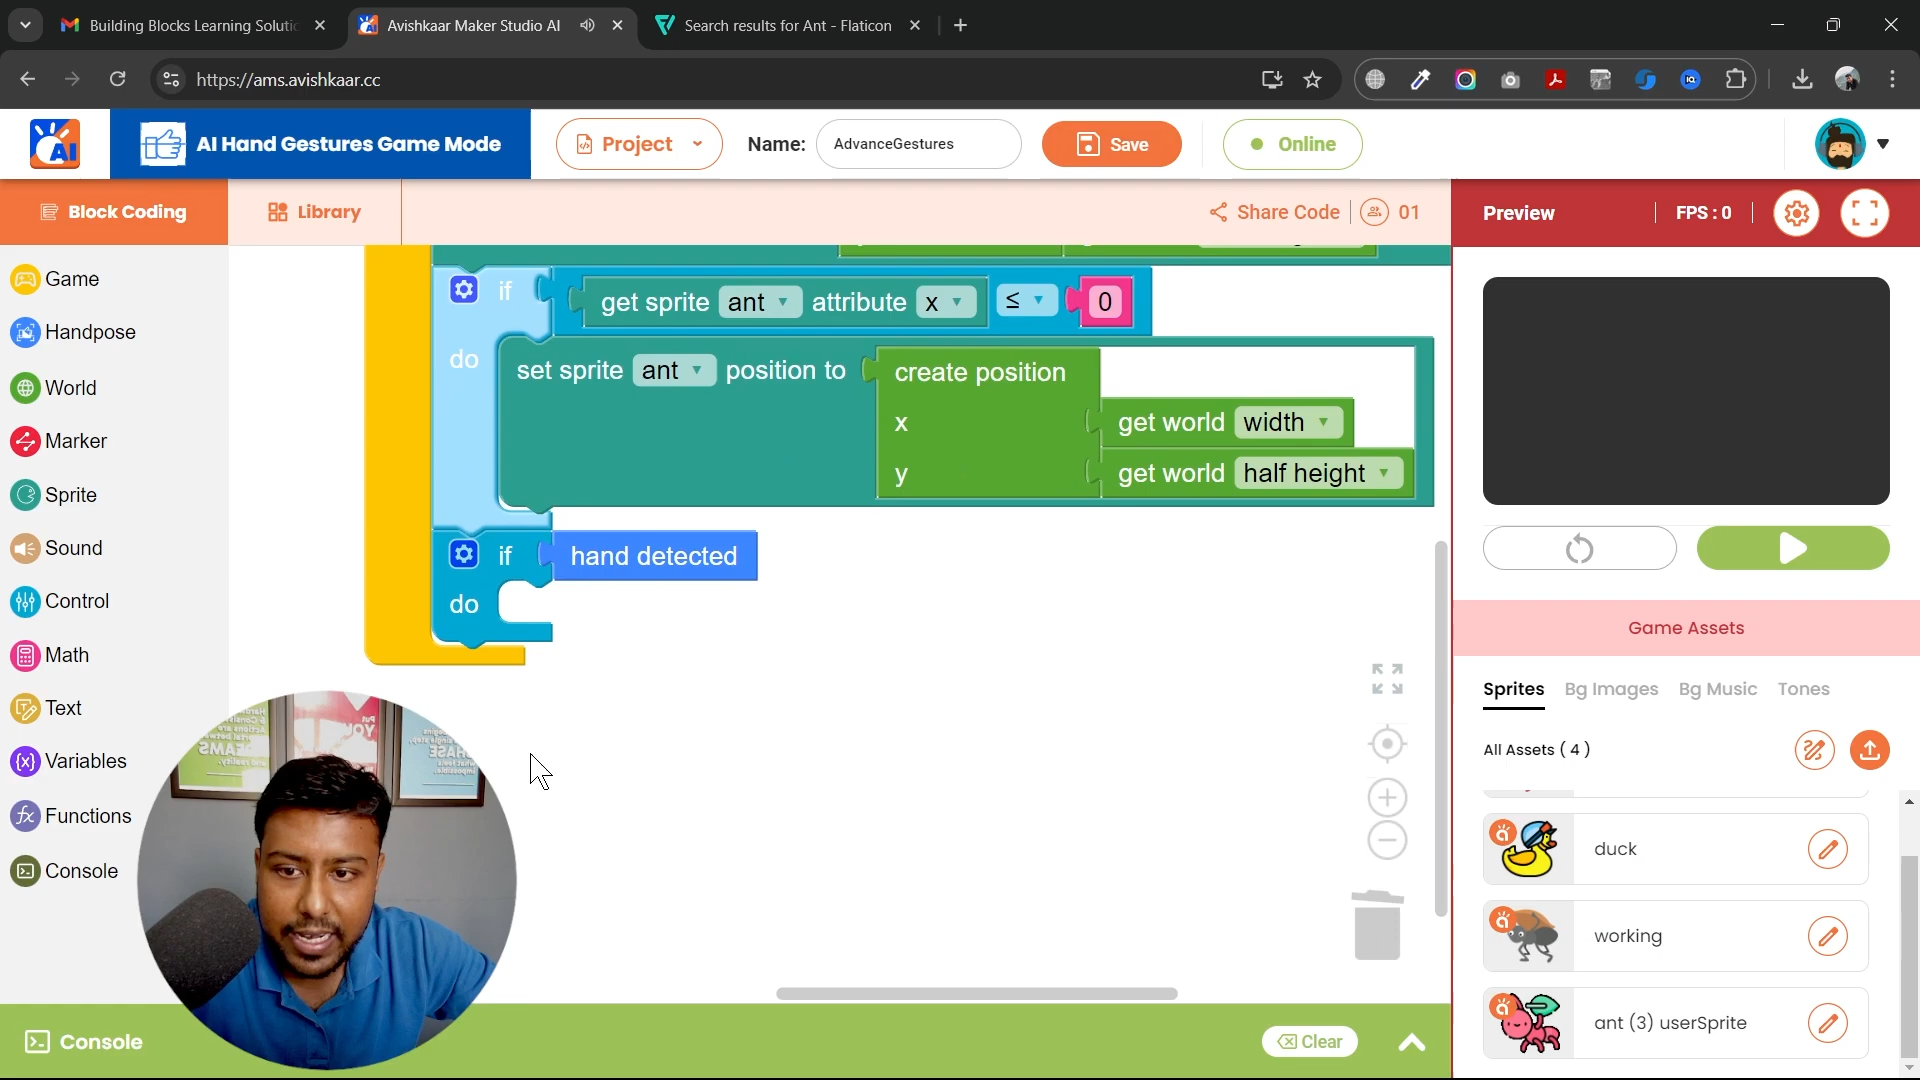 Building Blocks Learning Solutic
Avishkaar Maker Studio AI
Search results for Ant - Flaticon
https://ams.avishkaar.cc
AI
AI Hand Gestures Game Mode
Project
Name:
AdvanceGestures
Save
Online
Block Coding
Library
Share Code
01
Preview
FPS : 0
Game
Handpose
World
Marker
Sprite
Sound
Control
Math
Text
Variables
Functions
Console
if
get sprite ant attribute x ≤ 0
do
set sprite ant position to
create position
x
get world width
y
get world half height
if
hand detected
do
Game Assets
Sprites
Bg Images
Bg Music
Tones
All Assets ( 4 )
duck
working
ant (3) userSprite
Console
Clear